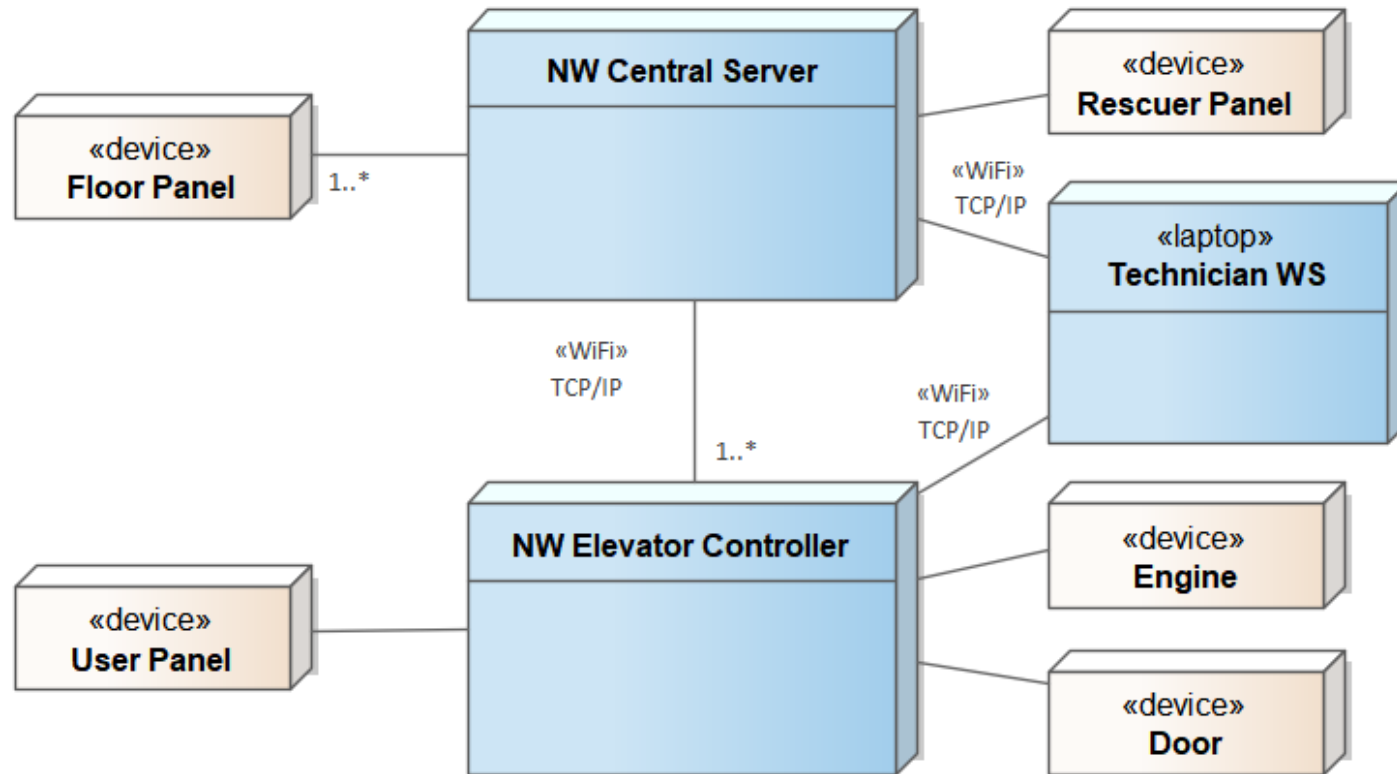 NW Central Server
«device»
Rescuer Panel
«device»
Floor Panel
1..*
«WiFi»
TCP/IP
«laptop»
Technician WS
«WiFi»
TCP/IP
«WiFi»
TCP/IP
1..*
NW Elevator Controller
«device»
Engine
«device»
User Panel
«device»
Door